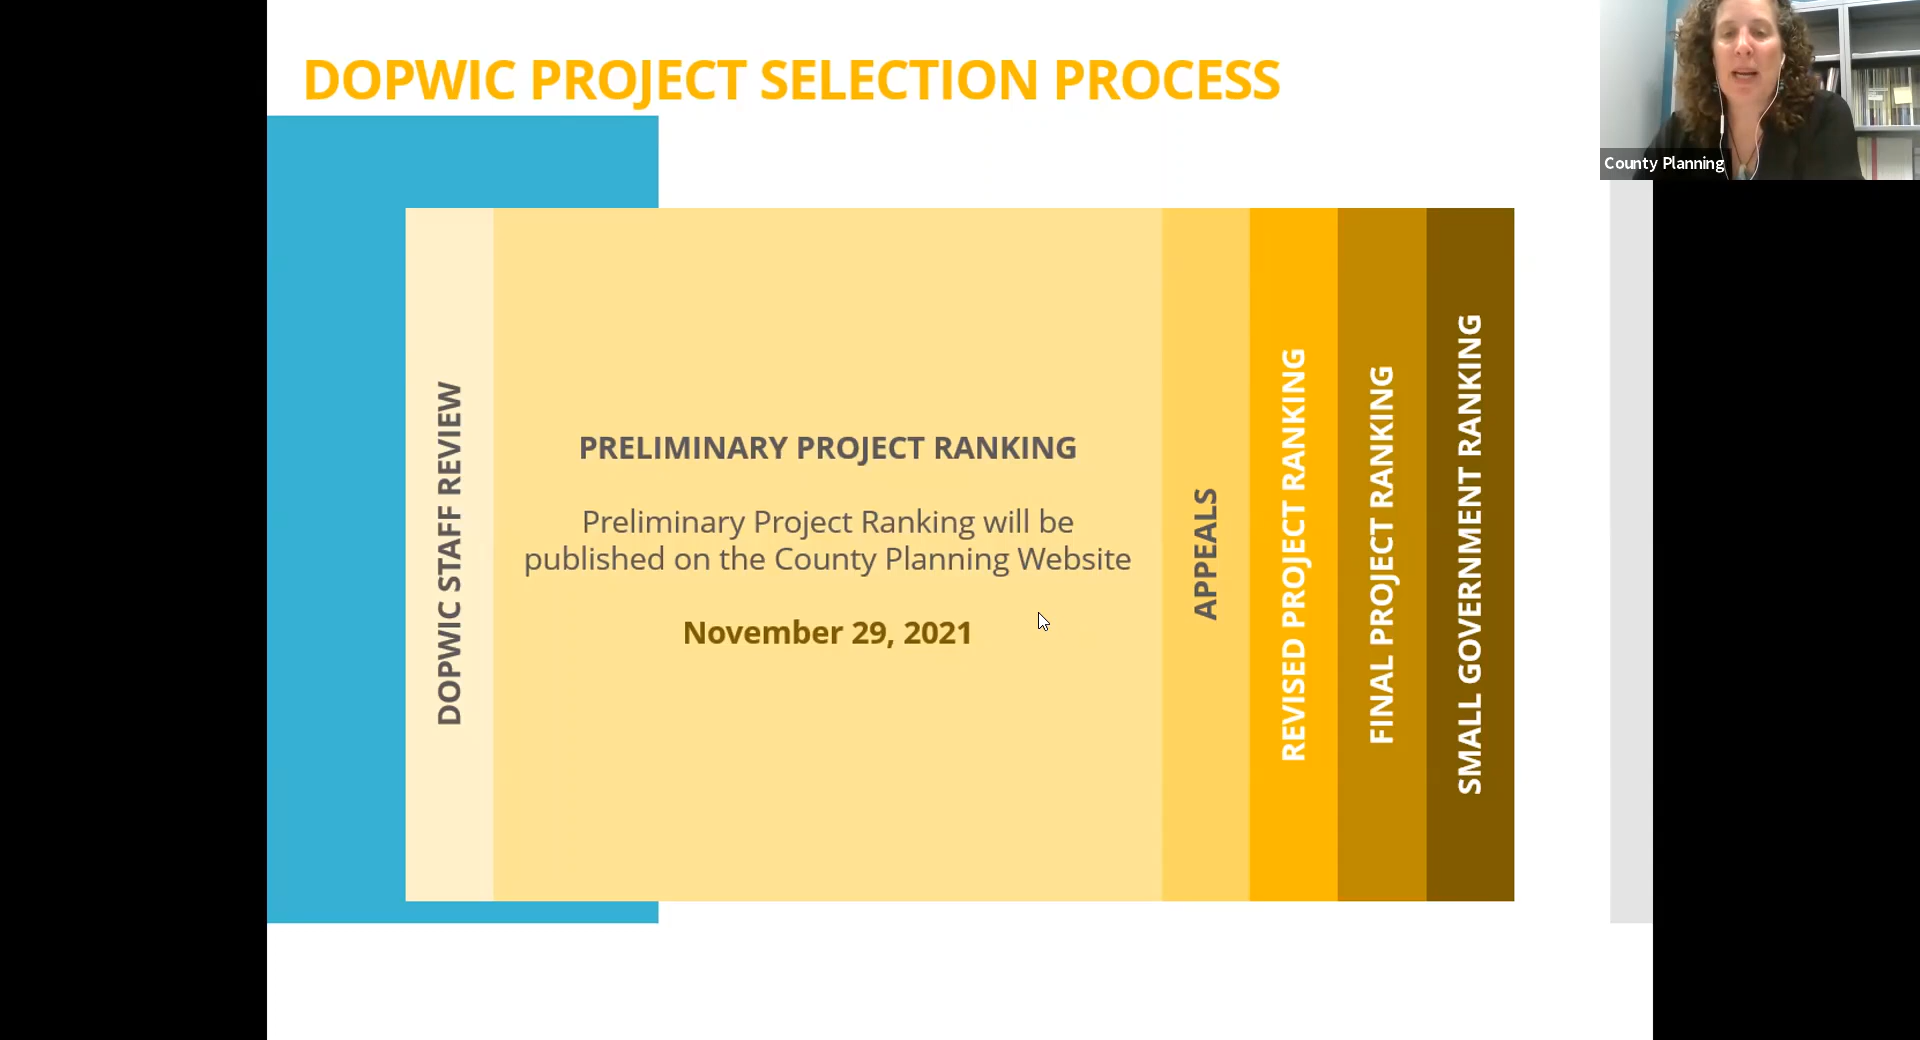 DOPWIC PROJECT SELECTION PROCESS
County Planning
DOPWIC STAFF REVIEW
PRELIMINARY PROJECT RANKING
Preliminary Project Ranking will be
published on the County Planning Website
November 29, 2021
APPEALS
REVISED PROJECT RANKING
FINAL PROJECT RANKING
SMALL GOVERNMENT RANKING